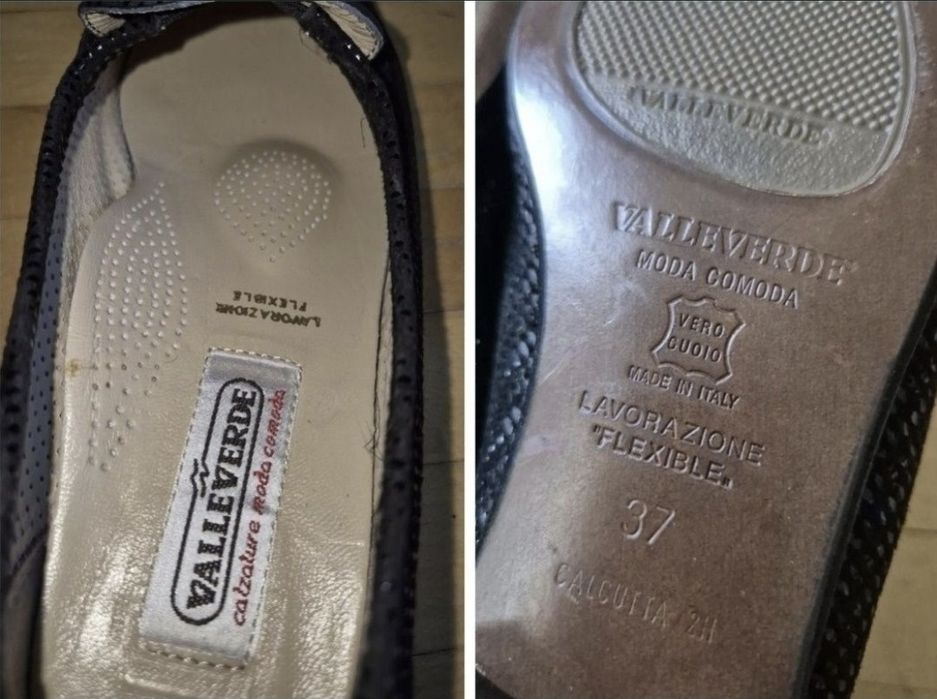 LAVORAZIONE
FLEXIBLE
VALLEVERDE
calzature moda comoda
VALLEVERDE
VALLEVERDE
MODA COMODA
VERO
CUOIO
MADE IN ITALY
LAVORAZIONE
"FLEXIBLE"
37
CALCUTTA 2H